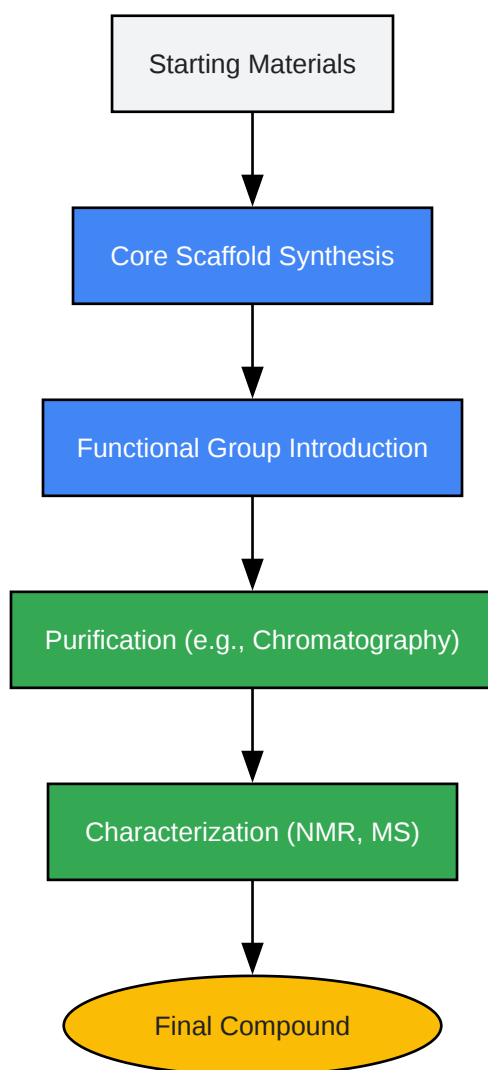 Starting Materials
Core Scaffold Synthesis
Functional Group Introduction
Purification (e.g., Chromatography)
Characterization (NMR, MS)
Final Compound